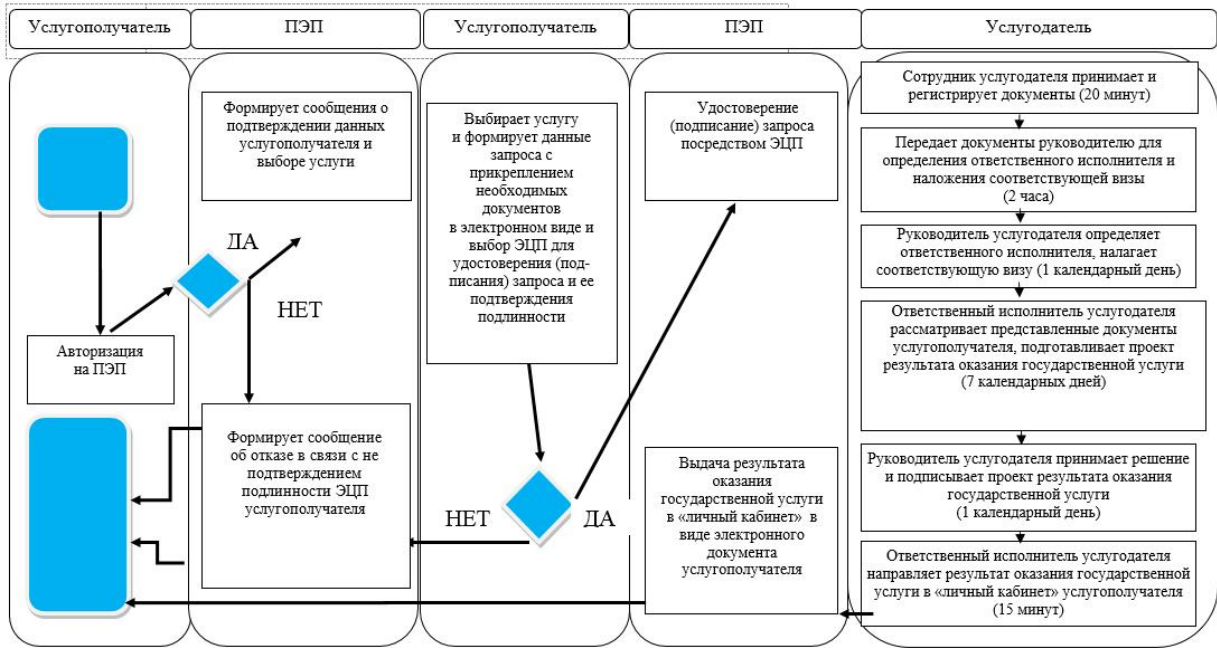 Услугополучатель
ПЭП
Услугополучатель
ПЭП
Услугодатель
Авторизация
на ПЭП
Формирует сообщения о
подтверждении данных
услугополучателя и
выборе услуги
ДА
НЕТ
Формирует сообщение
об отказе в связи с не
подтверждением
подлинности ЭЦП
услугополучателя
Выбирает услугу
и формирует данные
запроса с
прикреплением
необходимых
документов
в электронном виде и
выбор ЭЦП для
удостоверения (под-
писания) запроса и ее
подтверждения
подлинности
НЕТ
ДА
Удостоверение
(подписание) запроса
посредством ЭЦП
Выдача результата
оказания
государственной услуги
в «личный кабинет» в
виде электронного
документа
услугополучателя
Сотрудник услугодателя принимает и
регистрирует документы (20 минут)
Передает документы руководителю для
определения ответственного исполнителя и
наложения соответствующей визы
(2 часа)
Руководитель услугодателя определяет
ответственного исполнителя, налагает
соответствующую визу (1 календарный день)
Ответственный исполнитель услугодателя
рассматривает представленные документы
услугополучателя, подготавливает проект
результата оказания государственной услуги
(7 календарных дней)
Руководитель услугодателя принимает решение
и подписывает проект результата оказания
государственной услуги
(1 календарный день)
Ответственный исполнитель услугодателя
направляет результат оказания государственной
услуги в «личный кабинет» услугополучателя
(15 минут)